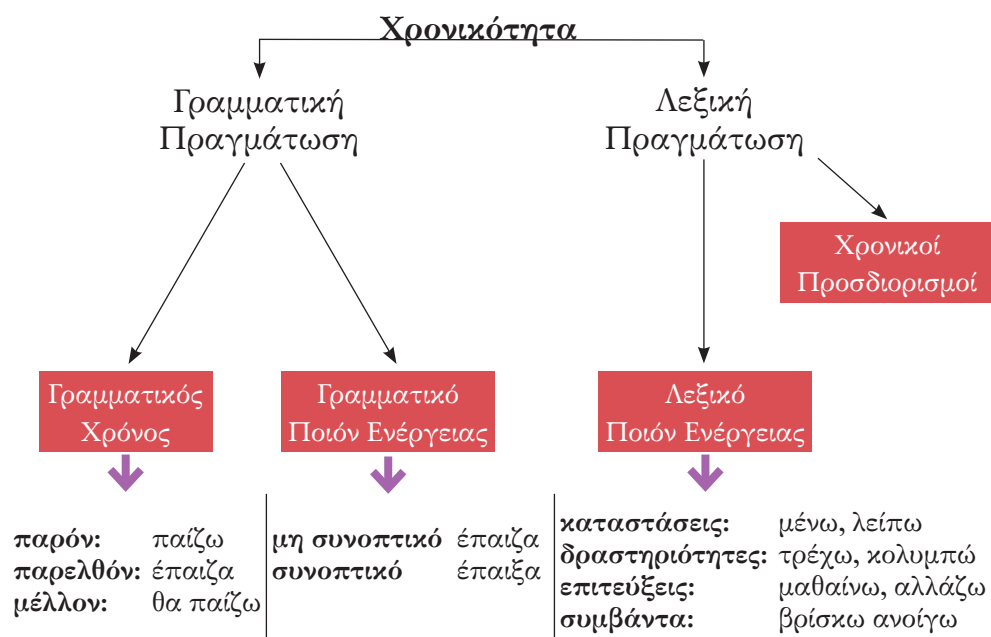 Χρονικότητα
Γραμματική
Πραγμάτωση
Λεξική
Πραγμάτωση
Χρονικοί
Προσδιορισμοί
Γραμματικός
Χρόνος
Γραμματικό
Ποιόν Ενέργειας
Λεξικό
Ποιόν Ενέργειας
παρόν: παίζω
παρελθόν: έπαιζα
μέλλον: θα παίζω
μη συνοπτικό έπαιζα
συνοπτικό έπαιξα
καταστάσεις: μένω, λείπω
δραστηριότητες: τρέχω, κολυμπώ
επιτεύξεις: μαθαίνω, αλλάζω
συμβάντα: βρίσκω ανοίγω